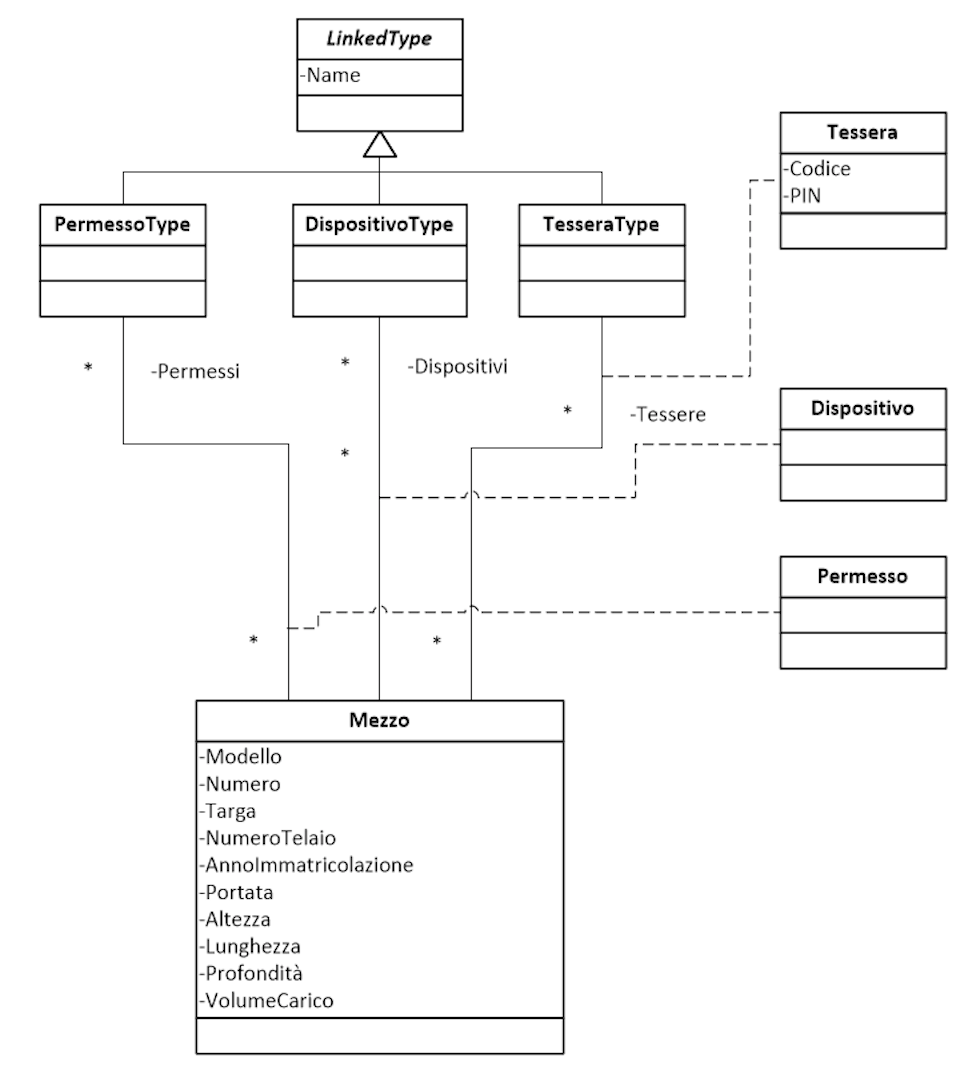 LinkedType
-Name
Tessera
-Codice
-PIN
PermessoType
DispositivoType
TesseraType
*
-Permessi
*
-Dispositivi
*
-Tessere
Dispositivo
*
Permesso
*
*
Mezzo
-Modello
-Numero
-Targa
-NumeroTelaio
-AnnoImmatricolazione
-Portata
-Altezza
-Lunghezza
-Profondità
-VolumeCarico